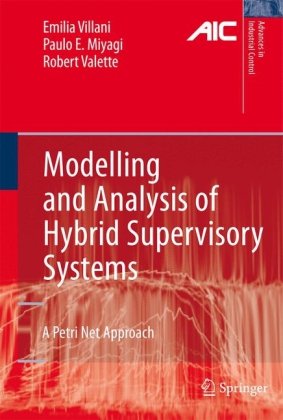 Emilia Villani
Paulo E. Miyagi
Robert Valette
AIC
Advances in
Industrial Control
Modelling
and Analysis of
Hybrid Supervisory
Systems
A Petri Net Approach
Springer